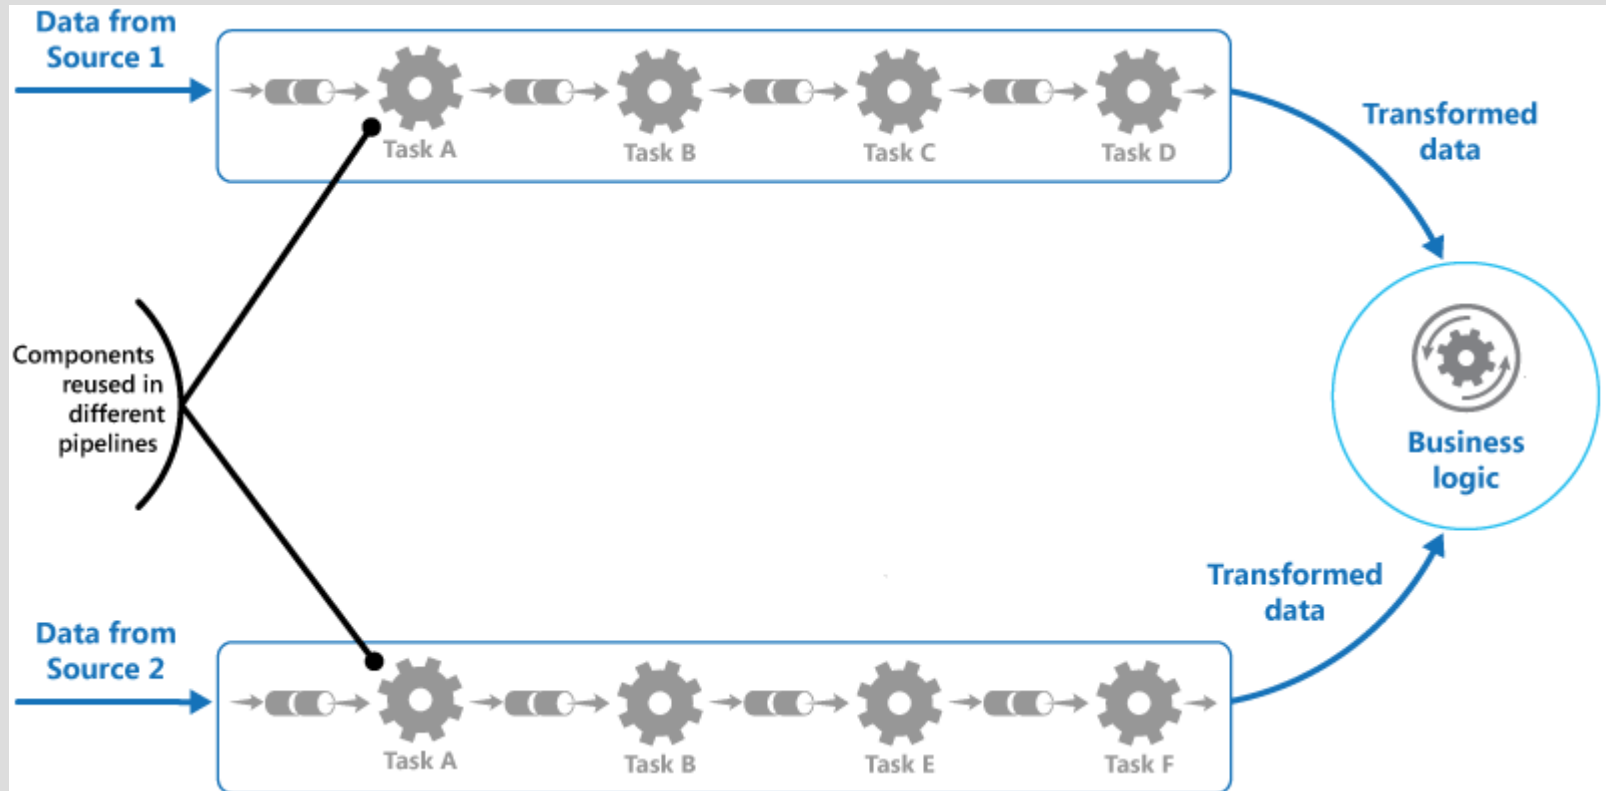 Data from
Source 1
Task A
Task B
Task C
Task D
Transformed
data
Components
reused in
different
pipelines
Business
logic
Transformed
data
Data from
Source 2
Task A
Task B
Task E
Task F